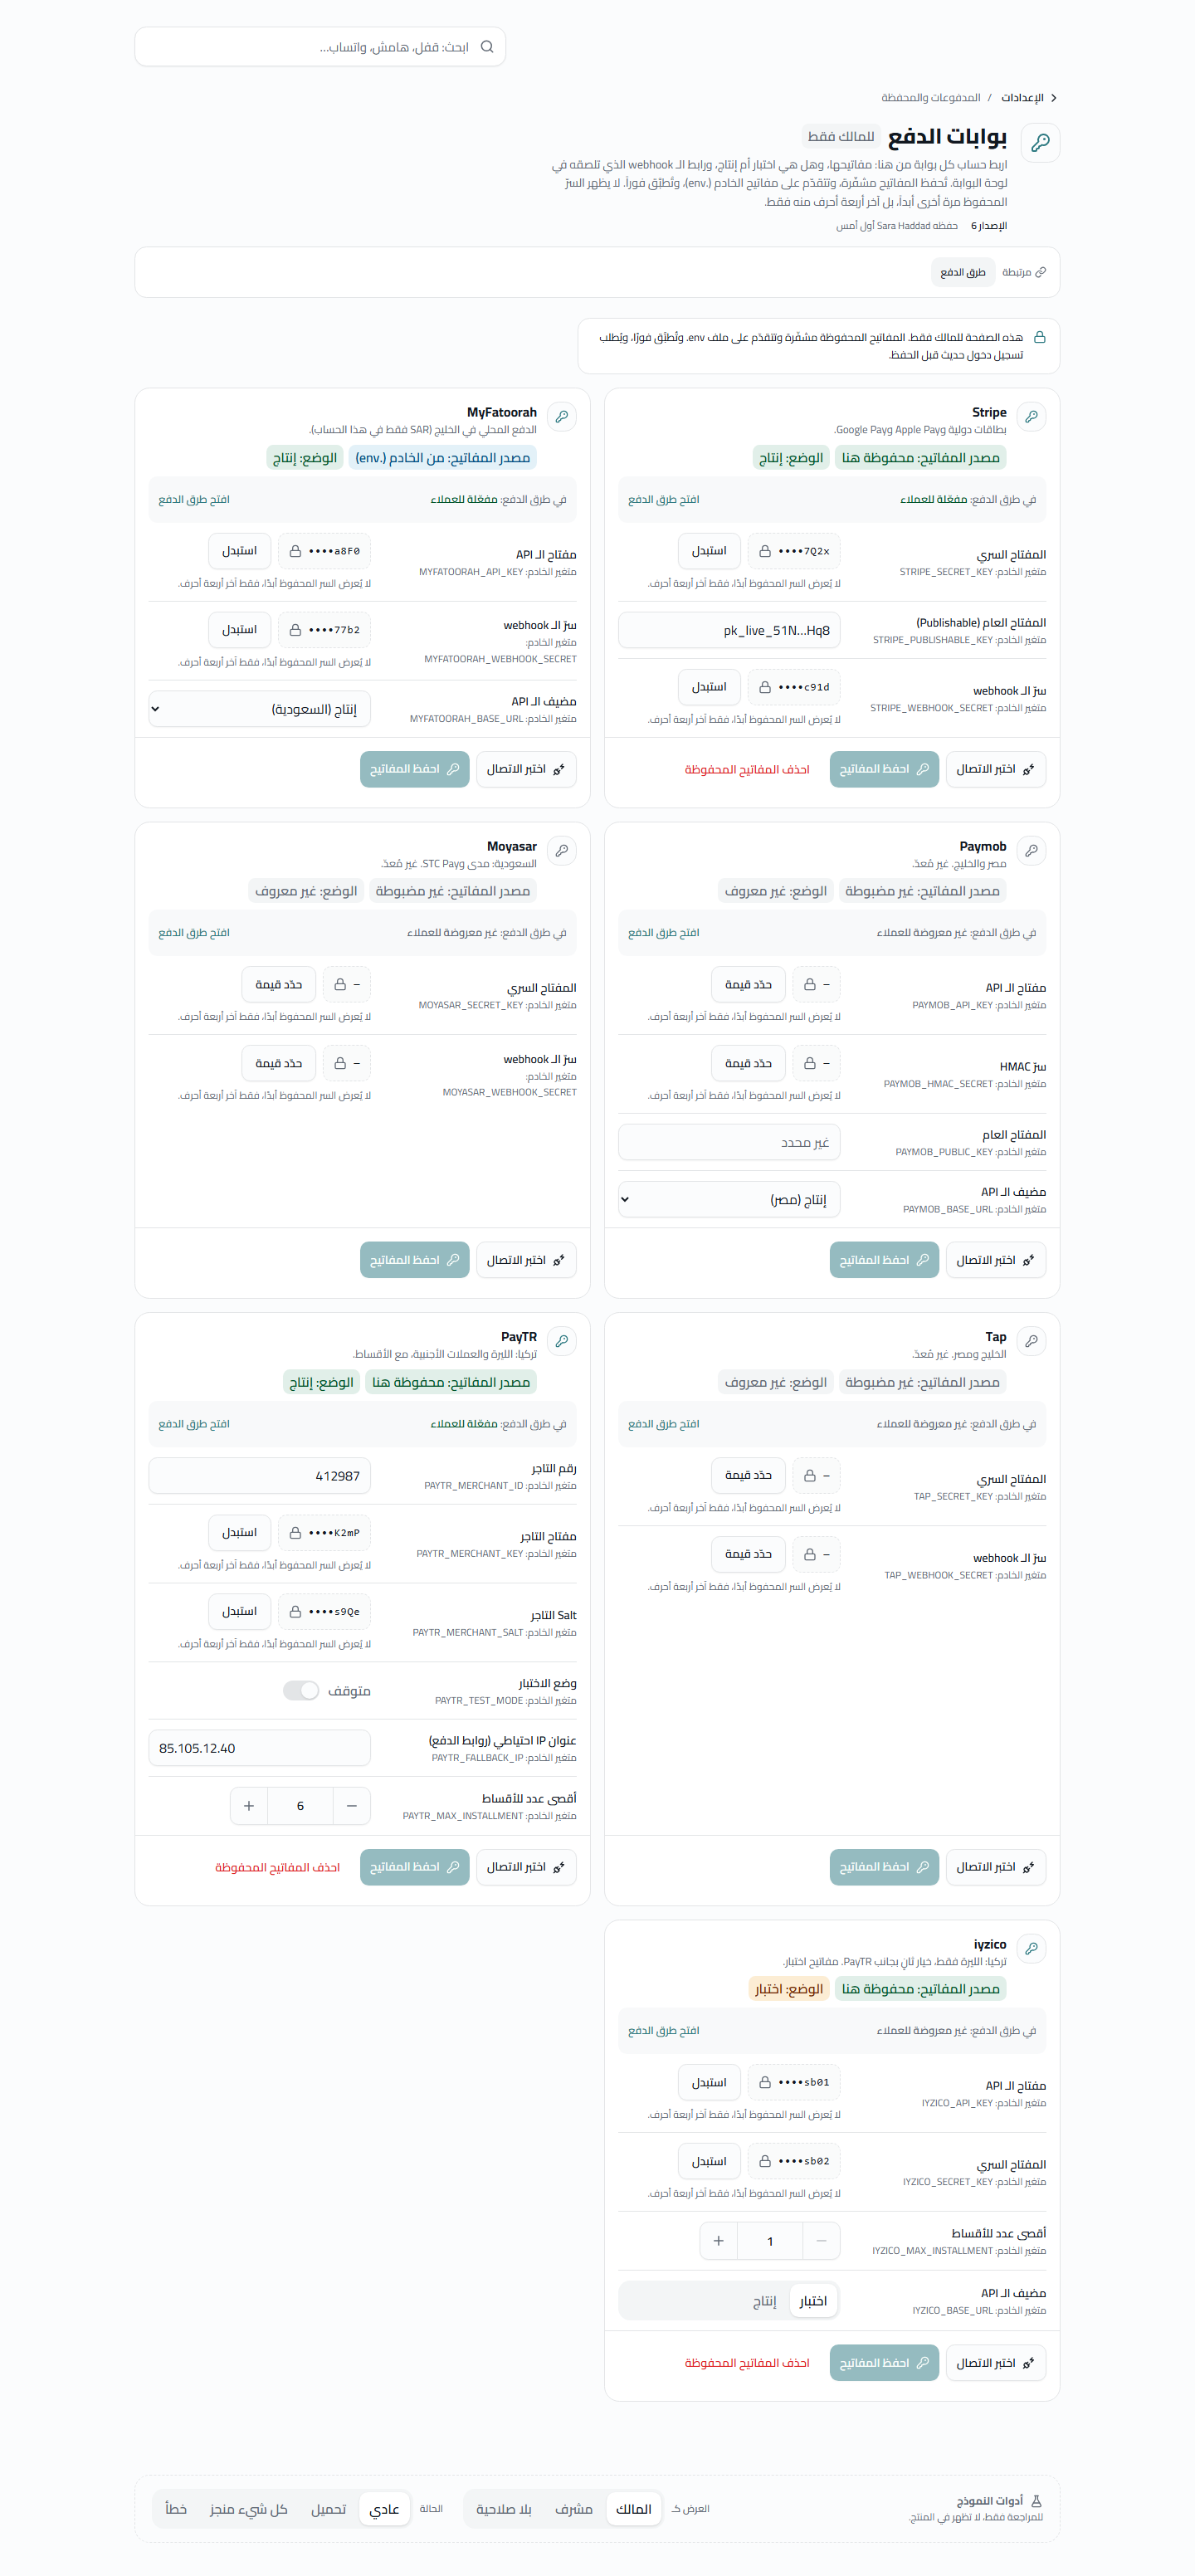 ابحث: قفل، هامش، واتساب...
الإعدادات / المدفوعات والمحفظة
بوابات الدفع للمالك فقط
اربط حساب كل بوابة من هنا: مفاتيحها، وهل هي اختبار أم إنتاج، ورابط الـ webhook الذي تلصقه في
لوحة البوابة. تُحفظ المفاتيح مشفّرة، وتتقدّم على مفاتيح الخادم (.env)، وتُطبّق فوراً. لا يظهر السرّ
المحفوظ مرة أخرى أبداً، بل آخر أربعة أحرف منه فقط.
الإصدار 6 حفظه Sara Haddad أول أمس
مرتبطة طرق الدفع
هذه الصفحة للمالك فقط. المفاتيح المحفوظة مشفّرة وتتقدّم على ملف env. وتُطبّق فورًا، ويُطلب
تسجيل دخول حديث قبل الحفظ.
Stripe
بطاقات دولية وApple Pay وGoogle Pay.
مصدر المفاتيح: محفوظة هنا الوضع: إنتاج
في طرق الدفع: مفعّلة للعملاء افتح طرق الدفع
المفتاح السري
متغير الخادم: STRIPE_SECRET_KEY
••••7Q2x استبدل
لا يُعرض السر المحفوظ أبدًا، فقط آخر أربعة أحرف.
المفتاح العام (Publishable)
متغير الخادم: STRIPE_PUBLISHABLE_KEY
pk_live_51N...Hq8
سرّ الـ webhook
متغير الخادم: STRIPE_WEBHOOK_SECRET
••••c91d استبدل
لا يُعرض السر المحفوظ أبدًا، فقط آخر أربعة أحرف.
اختبر الاتصال احفظ المفاتيح احذف المفاتيح المحفوظة
MyFatoorah
الدفع المحلي في الخليج (SAR فقط في هذا الحساب).
مصدر المفاتيح: من الخادم (.env) الوضع: إنتاج
في طرق الدفع: مفعّلة للعملاء افتح طرق الدفع
مفتاح الـ API
متغير الخادم: MYFATOORAH_API_KEY
••••a8F0 استبدل
لا يُعرض السر المحفوظ أبدًا، فقط آخر أربعة أحرف.
سرّ الـ webhook
متغير الخادم:
MYFATOORAH_WEBHOOK_SECRET
••••77b2 استبدل
لا يُعرض السر المحفوظ أبدًا، فقط آخر أربعة أحرف.
مضيف الـ API
متغير الخادم: MYFATOORAH_BASE_URL
إنتاج (السعودية)
اختبر الاتصال احفظ المفاتيح
Paymob
مصر والخليج. غير مُعدّ.
مصدر المفاتيح: غير مضبوطة الوضع: غير معروف
في طرق الدفع: غير معروضة للعملاء افتح طرق الدفع
مفتاح الـ API
متغير الخادم: PAYMOB_API_KEY
– حدّد قيمة
لا يُعرض السر المحفوظ أبدًا، فقط آخر أربعة أحرف.
سرّ HMAC
متغير الخادم: PAYMOB_HMAC_SECRET
– حدّد قيمة
لا يُعرض السر المحفوظ أبدًا، فقط آخر أربعة أحرف.
المفتاح العام
متغير الخادم: PAYMOB_PUBLIC_KEY
غير محدد
مضيف الـ API
متغير الخادم: PAYMOB_BASE_URL
إنتاج (مصر)
اختبر الاتصال احفظ المفاتيح
Moyasar
السعودية: مدى وSTC Pay. غير مُعدّ.
مصدر المفاتيح: غير مضبوطة الوضع: غير معروف
في طرق الدفع: غير معروضة للعملاء افتح طرق الدفع
المفتاح السري
متغير الخادم: MOYASAR_SECRET_KEY
– حدّد قيمة
لا يُعرض السر المحفوظ أبدًا، فقط آخر أربعة أحرف.
سرّ الـ webhook
متغير الخادم:
MOYASAR_WEBHOOK_SECRET
– حدّد قيمة
لا يُعرض السر المحفوظ أبدًا، فقط آخر أربعة أحرف.
اختبر الاتصال احفظ المفاتيح
Tap
الخليج ومصر. غير مُعدّ.
مصدر المفاتيح: غير مضبوطة الوضع: غير معروف
في طرق الدفع: غير معروضة للعملاء افتح طرق الدفع
المفتاح السري
متغير الخادم: TAP_SECRET_KEY
– حدّد قيمة
لا يُعرض السر المحفوظ أبدًا، فقط آخر أربعة أحرف.
سرّ الـ webhook
متغير الخادم: TAP_WEBHOOK_SECRET
– حدّد قيمة
لا يُعرض السر المحفوظ أبدًا، فقط آخر أربعة أحرف.
اختبر الاتصال احفظ المفاتيح
PayTR
تركيا: الليرة والعملات الأجنبية، مع الأقساط.
مصدر المفاتيح: محفوظة هنا الوضع: إنتاج
في طرق الدفع: مفعّلة للعملاء افتح طرق الدفع
رقم التاجر
متغير الخادم: PAYTR_MERCHANT_ID
412987
مفتاح التاجر
متغير الخادم: PAYTR_MERCHANT_KEY
••••K2mP استبدل
لا يُعرض السر المحفوظ أبدًا، فقط آخر أربعة أحرف.
Salt التاجر
متغير الخادم: PAYTR_MERCHANT_SALT
••••s9Qe استبدل
لا يُعرض السر المحفوظ أبدًا، فقط آخر أربعة أحرف.
وضع الاختبار
متغير الخادم: PAYTR_TEST_MODE
متوقف
عنوان IP احتياطي (روابط الدفع)
متغير الخادم: PAYTR_FALLBACK_IP
85.105.12.40
أقصى عدد للأقساط
متغير الخادم: PAYTR_MAX_INSTALLMENT
− 6 +
اختبر الاتصال احفظ المفاتيح احذف المفاتيح المحفوظة
iyzico
تركيا: الليرة فقط، خيار ثانٍ بجانب PayTR. مفاتيح اختبار.
مصدر المفاتيح: محفوظة هنا الوضع: اختبار
في طرق الدفع: غير معروضة للعملاء افتح طرق الدفع
مفتاح الـ API
متغير الخادم: IYZICO_API_KEY
••••sb01 استبدل
لا يُعرض السر المحفوظ أبدًا، فقط آخر أربعة أحرف.
المفتاح السري
متغير الخادم: IYZICO_SECRET_KEY
••••sb02 استبدل
لا يُعرض السر المحفوظ أبدًا، فقط آخر أربعة أحرف.
أقصى عدد للأقساط
متغير الخادم: IYZICO_MAX_INSTALLMENT
− 1 +
مضيف الـ API
متغير الخادم: IYZICO_BASE_URL
اختبار إنتاج
اختبر الاتصال احفظ المفاتيح احذف المفاتيح المحفوظة
أدوات النموذج
للمراجعة فقط، لا تظهر في المنتج.
العرض كـ المالك مشرف بلا صلاحية
الحالة عادي تحميل كل شيء منجز خطأ